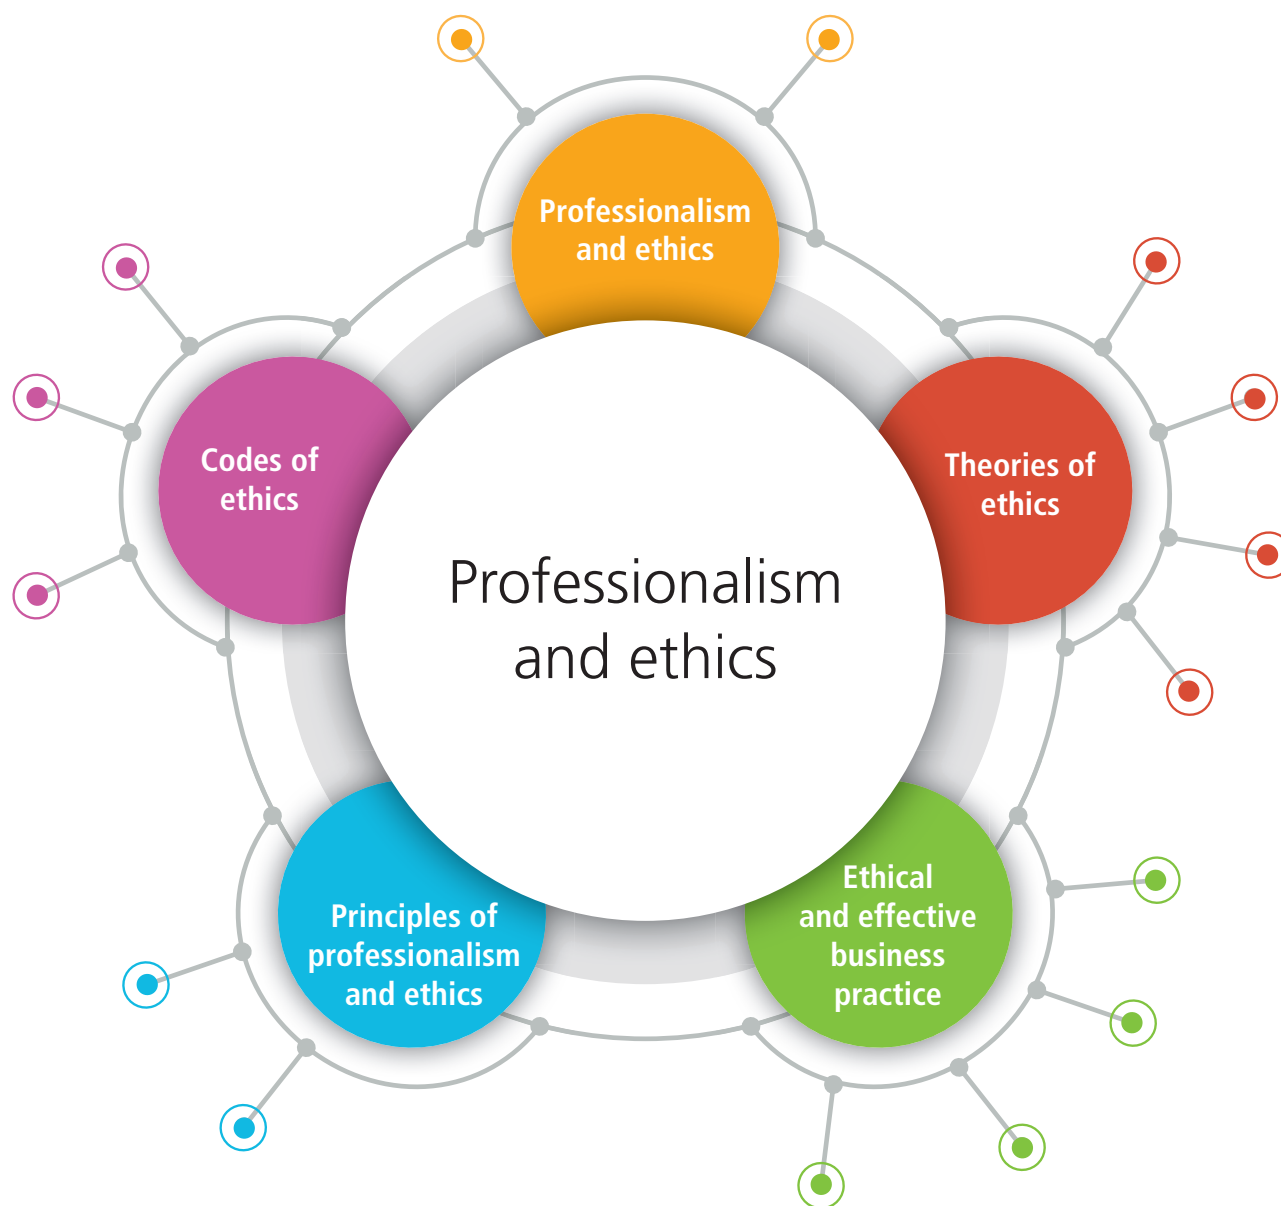 Professionalism
and ethics
Codes of
ethics
Theories of
ethics
Professionalism
and ethics
Ethical
and effective
business
practice
Principles of
professionalism
and ethics